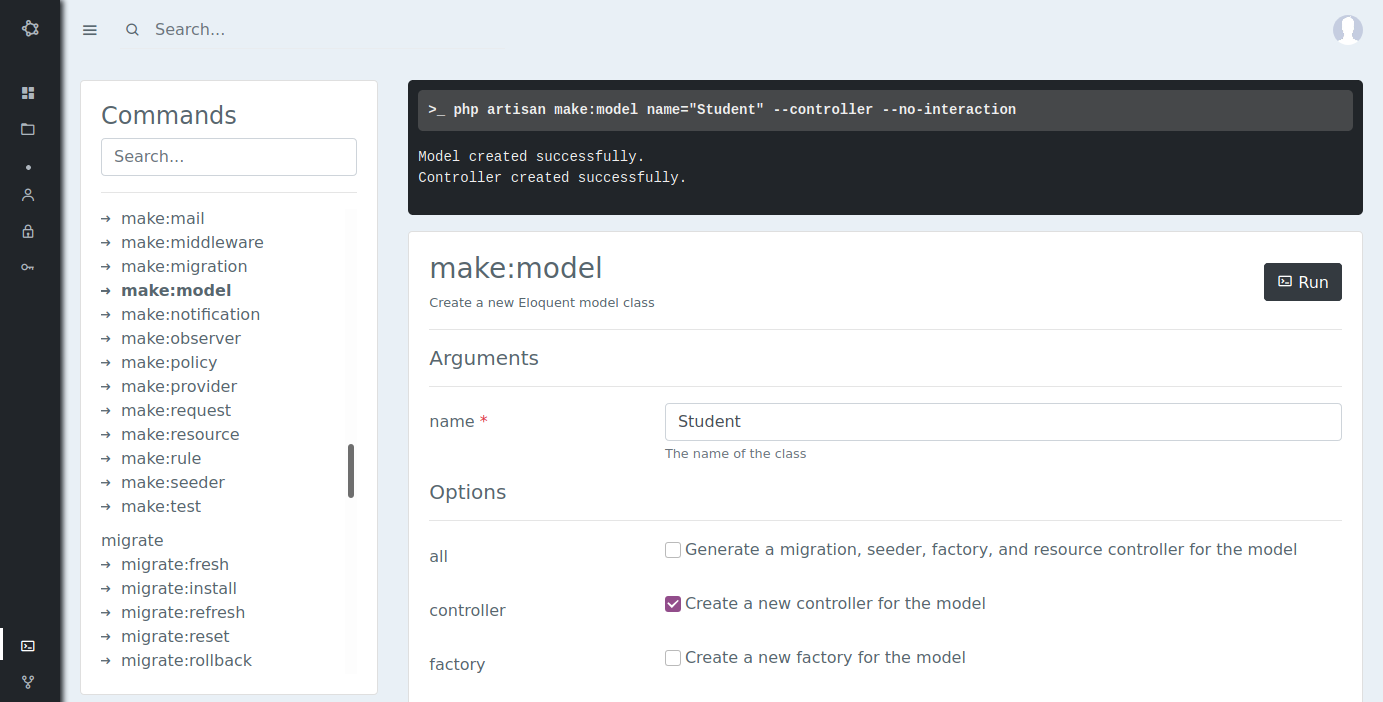 Search...
Commands
Search...
make:mail
make:middleware
make:migration
make:model
make:notification
make:observer
make:policy
make:provider
make:request
make:resource
make:rule
make:seeder
make:test
migrate
migrate:fresh
migrate:install
migrate:refresh
migrate:reset
migrate:rollback
>_ php artisan make:model name="Student" --controller --no-interaction
Model created successfully.
Controller created successfully.
make:model
Create a new Eloquent model class
Run
Arguments
name *
Student
The name of the class
Options
all
Generate a migration, seeder, factory, and resource controller for the model
controller
Create a new controller for the model
factory
Create a new factory for the model